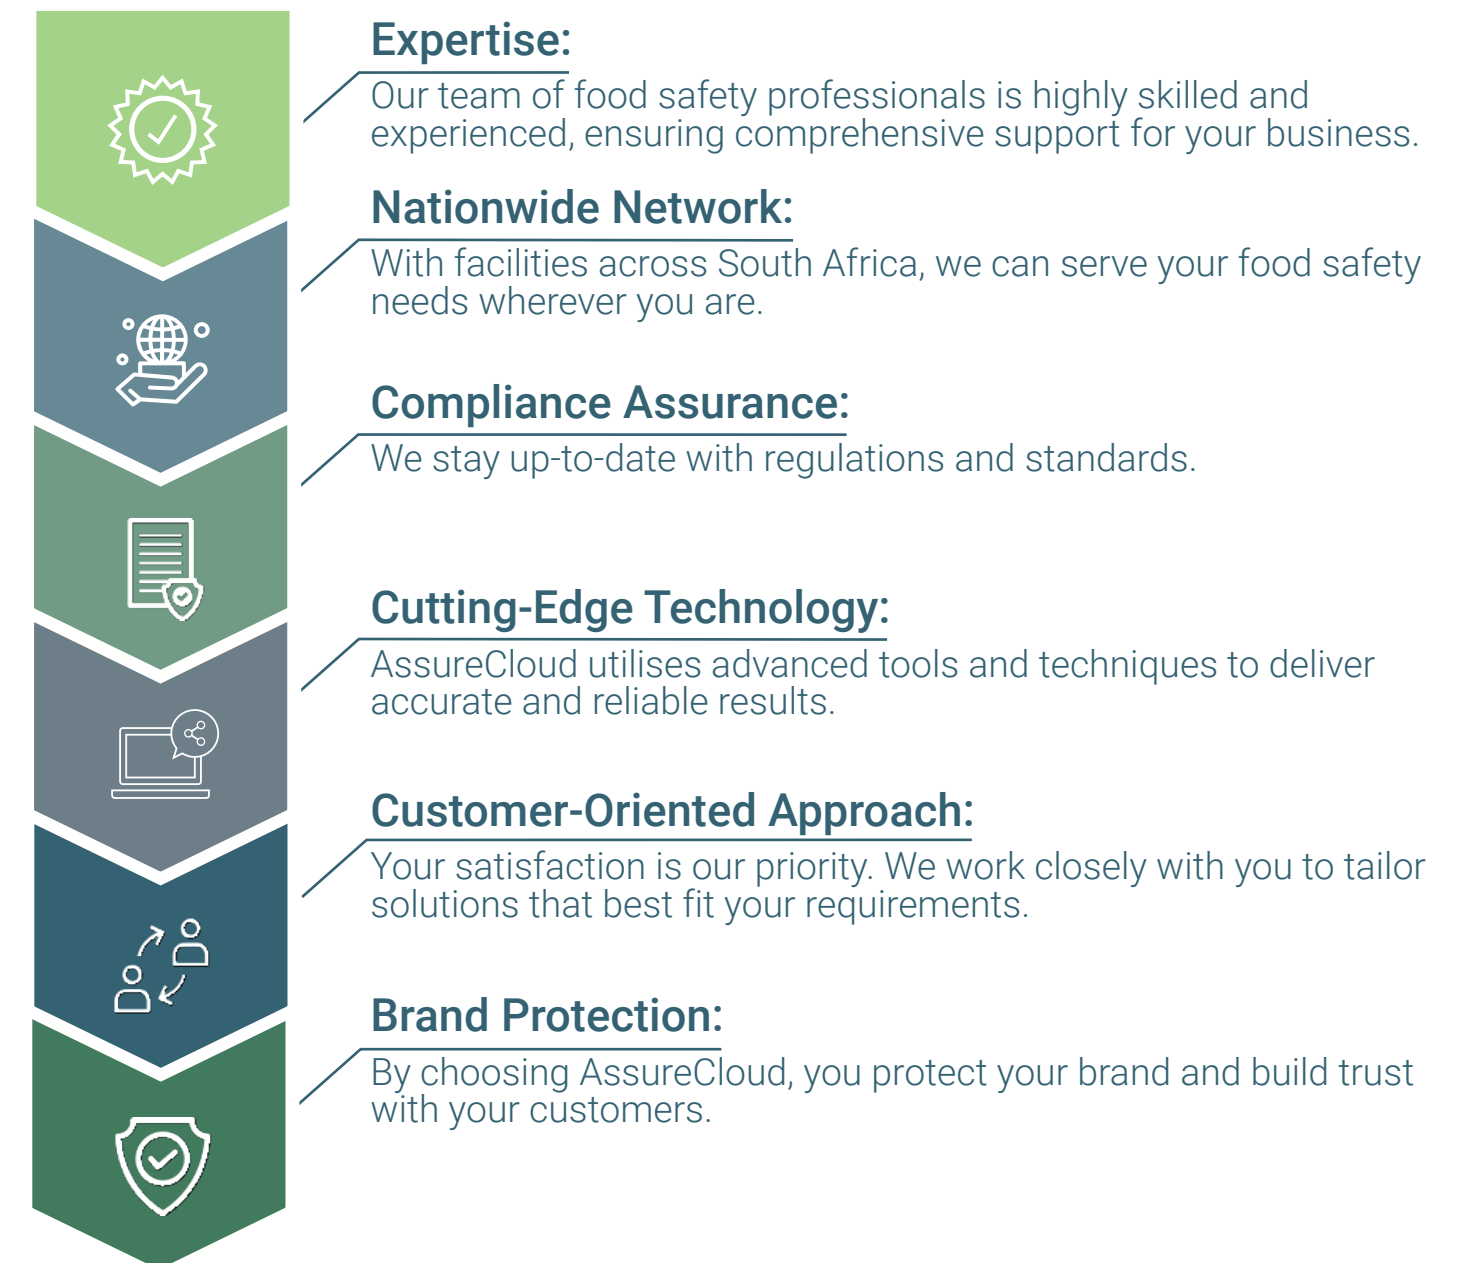 Expertise:
Our team of food safety professionals is highly skilled and
experienced, ensuring comprehensive support for your business.
Nationwide Network:
With facilities across South Africa, we can serve your food safety
needs wherever you are.
Compliance Assurance:
We stay up-to-date with regulations and standards.
Cutting-Edge Technology:
AssureCloud utilises advanced tools and techniques to deliver
accurate and reliable results.
Customer-Oriented Approach:
Your satisfaction is our priority. We work closely with you to tailor
solutions that best fit your requirements.
Brand Protection:
By choosing AssureCloud, you protect your brand and build trust
with your customers.